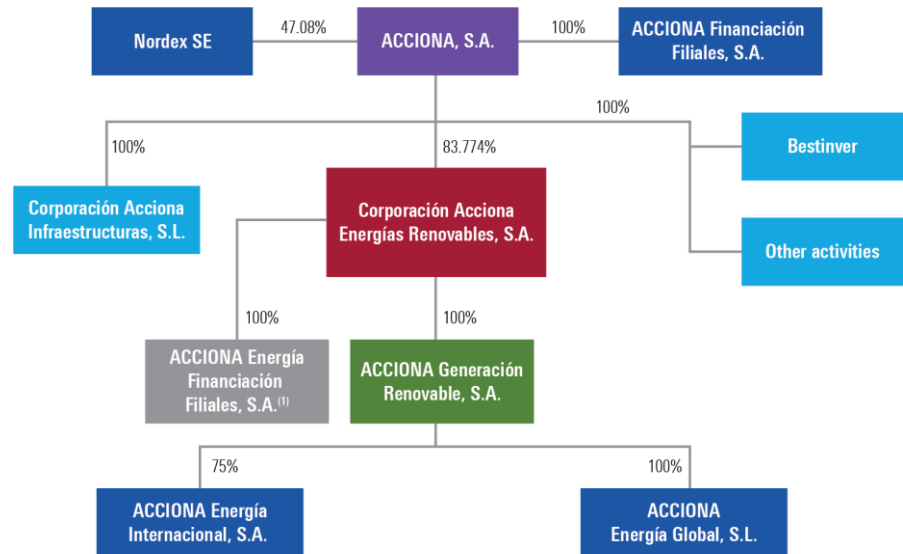 Nordex SE
47.08%
ACCIONA, S.A.
100%
ACCIONA Financiación
Filiales, S.A.
100%
83.774%
100%
Bestinver
Corporación Acciona
Infraestructuras, S.L.
Corporación Acciona
Energías Renovables, S.A.
Other activities
100%
100%
ACCIONA Energía
Financiación
Filiales, S.A.(1)
ACCIONA Generación
Renovable, S.A.
75%
100%
ACCIONA Energía
Internacional, S.A.
ACCIONA
Energía Global, S.L.